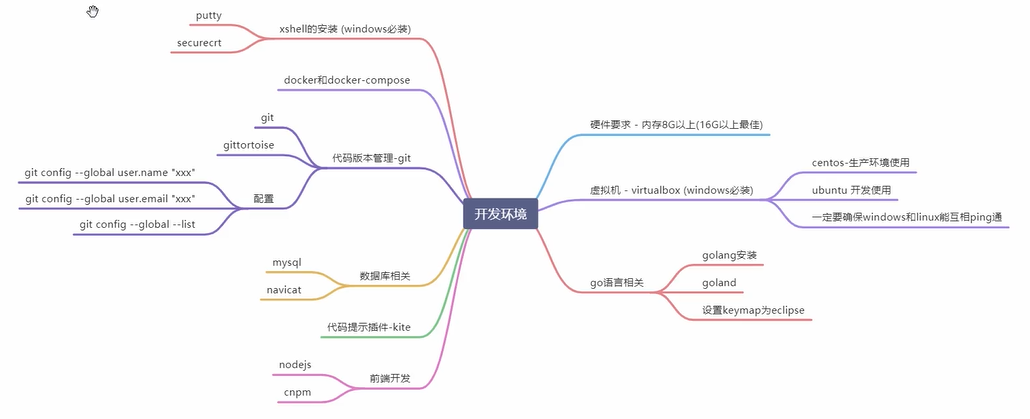 putty
securecrt
xshell的安装 (windows必装)
docker和docker-compose
git
gittortoise
代码版本管理-git
git config --global user.name "xxx"
git config --global user.email "xxx"
git config --global --list
配置
mysql
navicat
数据库相关
代码提示插件-kite
nodejs
cnpm
前端开发
开发环境
硬件要求 - 内存8G以上(16G以上最佳)
虚拟机 - virtualbox (windows必装)
centos-生产环境使用
ubuntu 开发使用
一定要确保windows和linux能互相ping通
go语言相关
golang安装
goland
设置keymap为eclipse